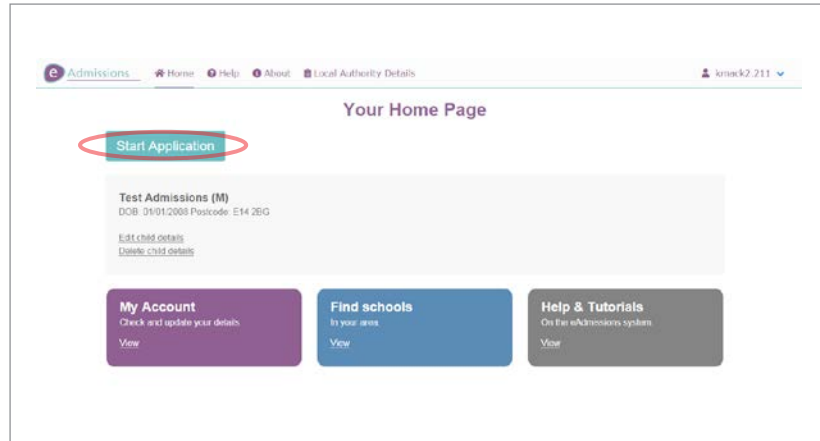 e Admissions Home Help About Local Authority Details kmack2.211
Your Home Page
Start Application
Test Admissions (M)
DOB: 01/01/2008 Postcode: E14 2BG
Edit child details
Delete child details
My Account
Check and update your details
View
Find schools
In your area
View
Help & Tutorials
On the eAdmissions system
View